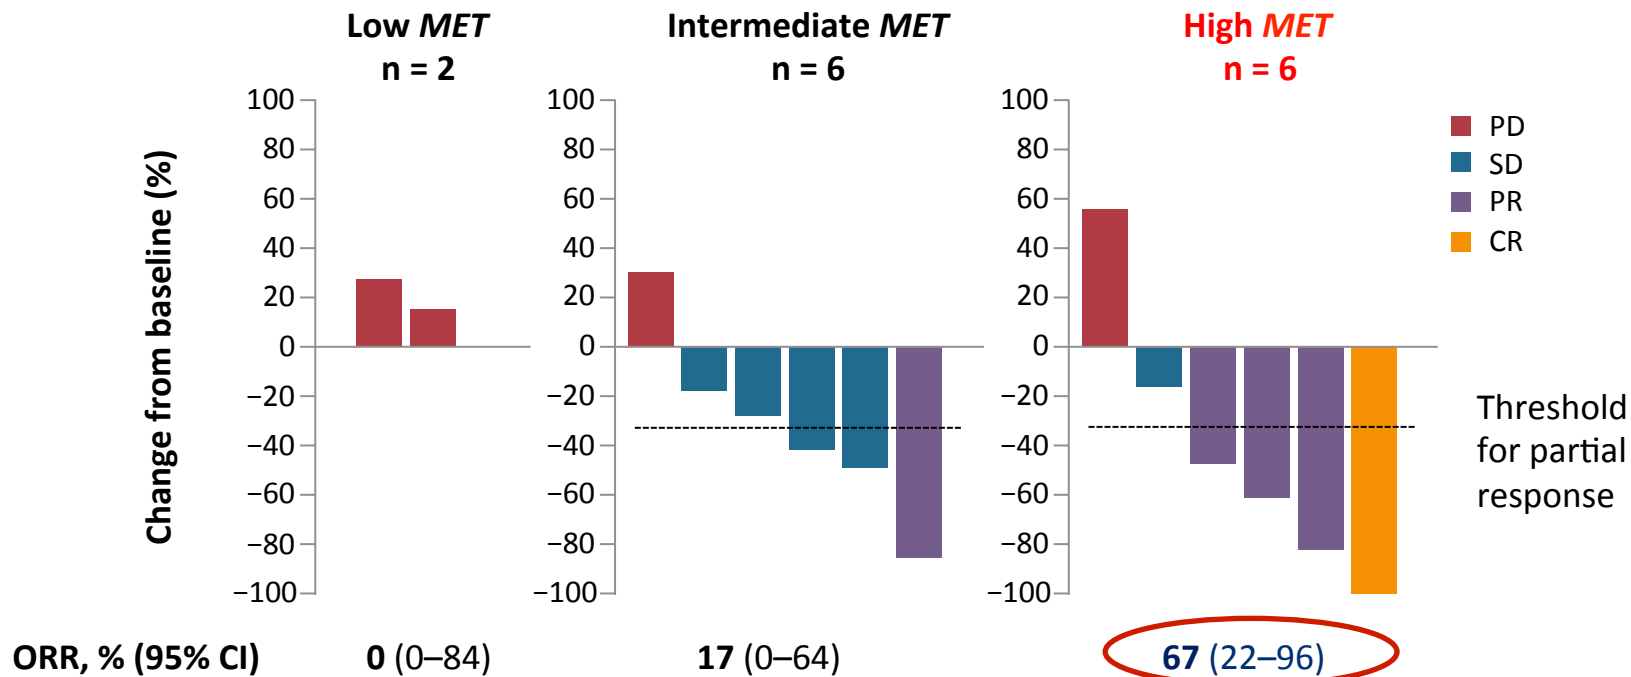 Low MET
n = 2
Intermediate MET
n = 6
High MET
n = 6
Change from baseline (%)
100
80
60
40
20
0
−20
−40
−60
−80
−100
100
80
60
40
20
0
−20
−40
−60
−80
−100
100
80
60
40
20
0
−20
−40
−60
−80
−100
PD
SD
PR
CR
Threshold
for partial
response
ORR, % (95% CI) 0 (0–84) 17 (0–64) 67 (22–96)